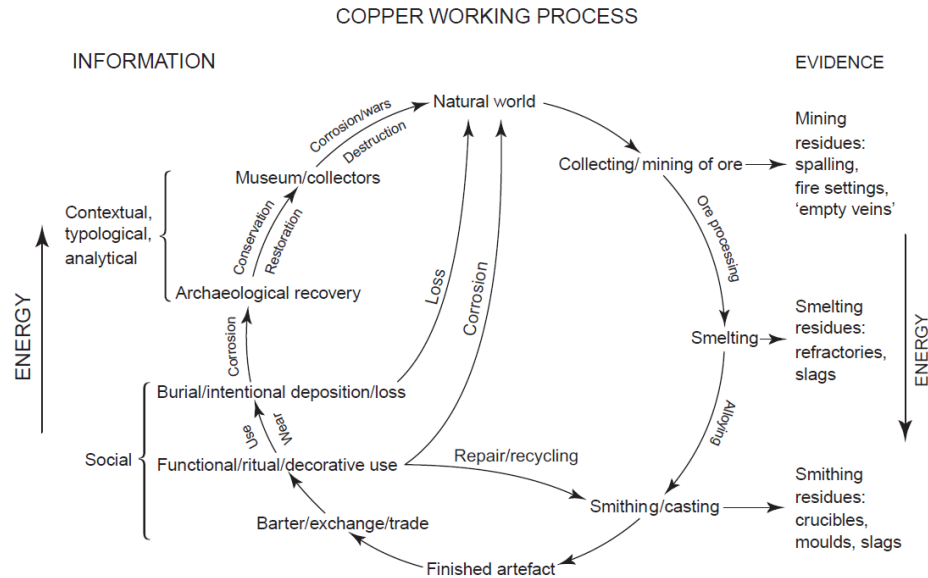 COPPER WORKING PROCESS
INFORMATION
EVIDENCE
Natural world
Corrosion/wars
Destruction
Mining
residues:
spalling,
fire settings,
‘empty veins’
Collecting/ mining of ore
Museum/collectors
Contextual,
typological,
analytical
Conservation
Restoration
Ore processing
Archaeological recovery
Loss
Corrosion
ENERGY
Smelting
Smelting
residues:
refractories,
slags
ENERGY
Corrosion
Burial/intentional deposition/loss
Alloying
Use
Wear
Social
Functional/ritual/decorative use
Repair/recycling
Smithing/casting
Smithing
residues:
crucibles,
moulds, slags
Barter/exchange/trade
Finished artefact